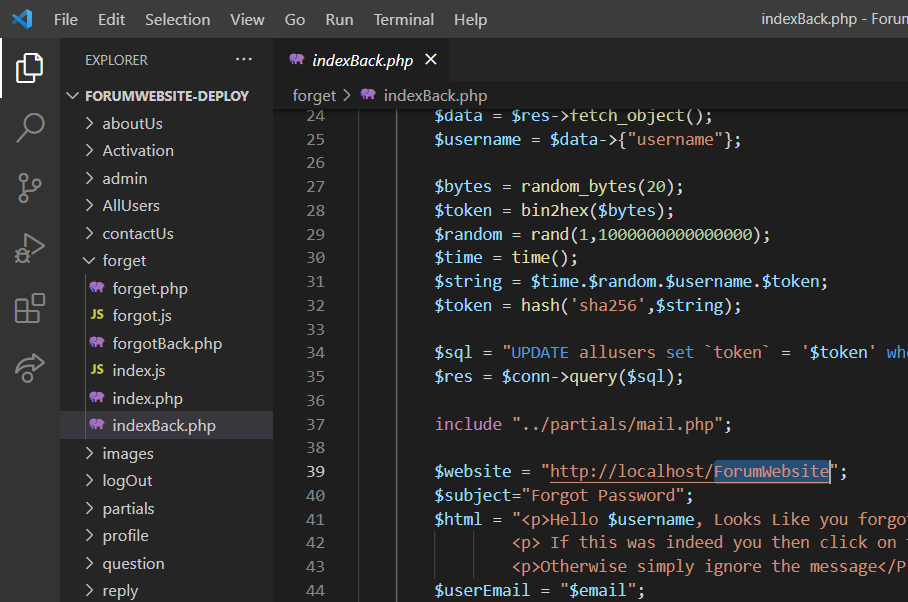 File Edit Selection View Go Run Terminal Help indexBack.php - Forum
EXPLORER ···
FORUMWEBSITE-DEPLOY
aboutUs
Activation
admin
AllUsers
contactUs
forget
forget.php
JS forgot.js
forgotBack.php
JS index.js
index.php
indexBack.php
images
logOut
partials
profile
question
reply
indexBack.php
forget > indexBack.php
24 $data = $res->fetch_object();
25 $username = $data->{"username"};
26
27 $bytes = random_bytes(20);
28 $token = bin2hex($bytes);
29 $random = rand(1,1000000000000000);
30 $time = time();
31 $string = $time.$random.$username.$token;
32 $token = hash('sha256',$string);
33
34 $sql = "UPDATE allusers set `token` = '$token' whe
35 $res = $conn->query($sql);
36
37 include "../partials/mail.php";
38
39 $website = "http://localhost/ForumWebsite";
40 $subject="Forgot Password";
41 $html = "<p>Hello $username, Looks Like you forgo
42 <p> If this was indeed you then click on
43 <p>Otherwise simply ignore the message</P
44 $userEmail = "$email";